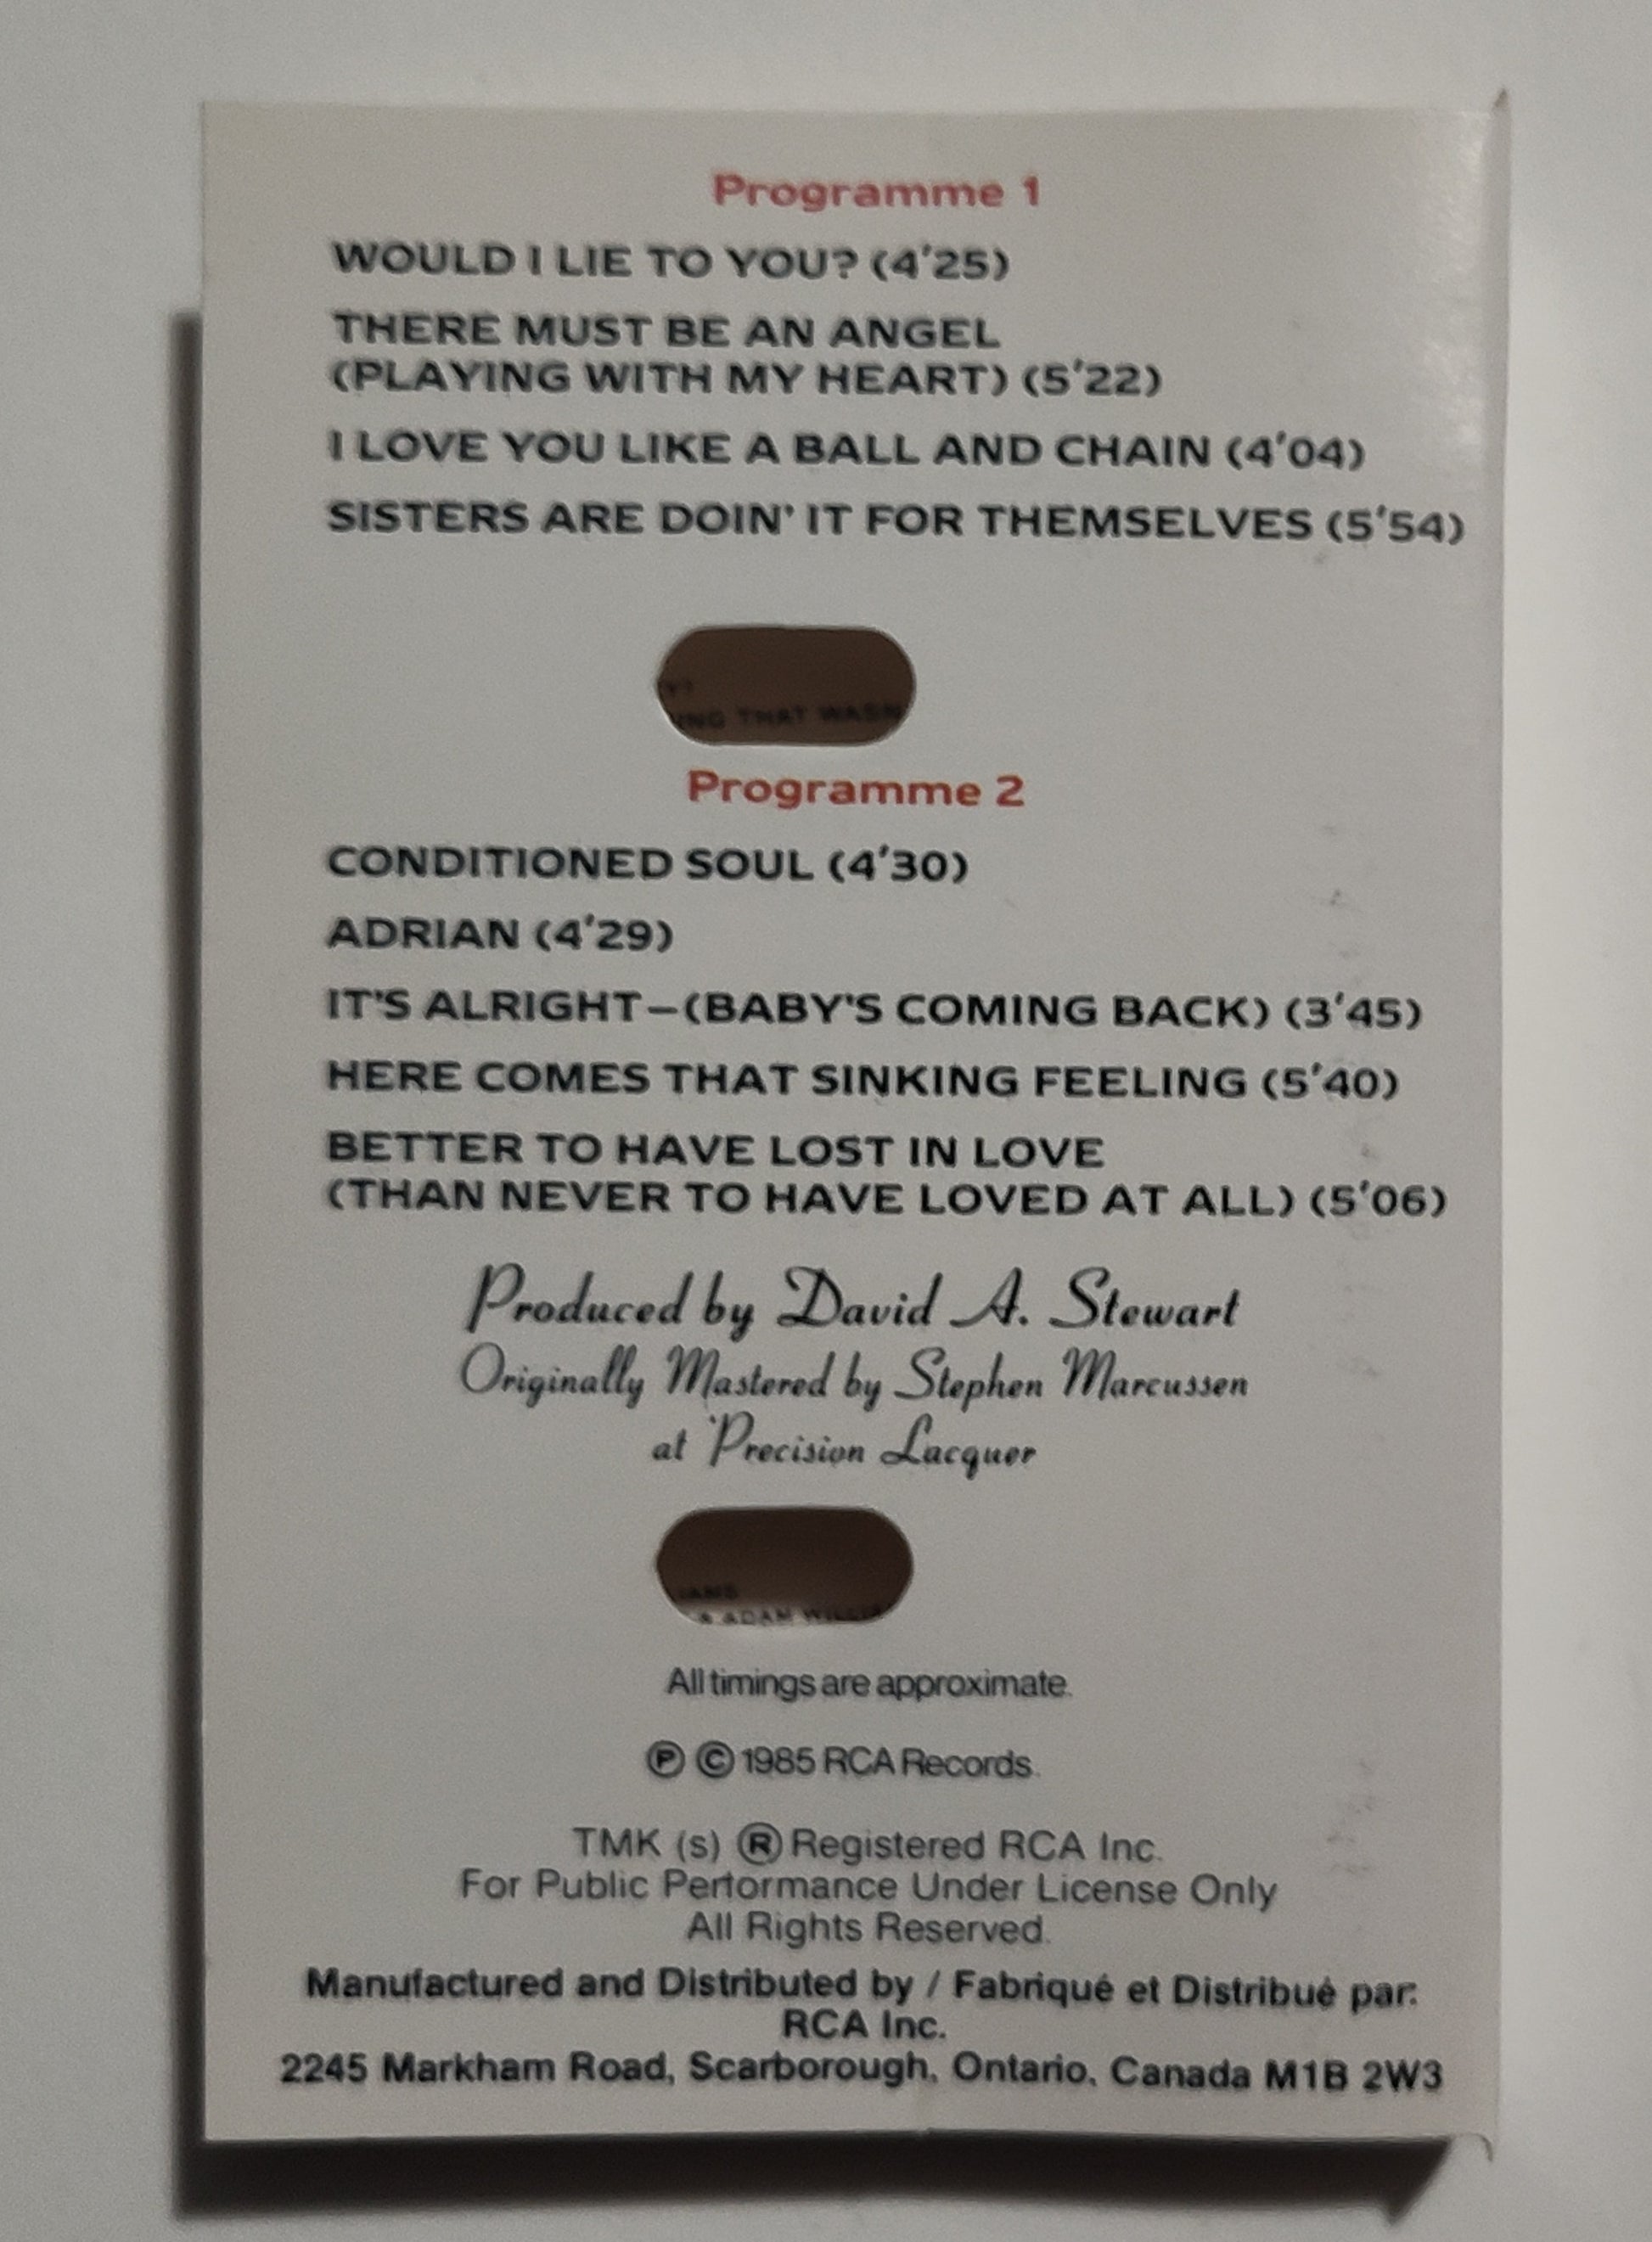 Programme 1
WOULD I LIE TO YOU? (4'25)
THERE MUST BE AN ANGEL
(PLAYING WITH MY HEART) (5'22)
I LOVE YOU LIKE A BALL AND CHAIN (4'04)
SISTERS ARE DOIN' IT FOR THEMSELVES (5'54)
THAT
Programme 2
CONDITIONED SOUL (4'30)
ADRIAN (4'29)
IT'S ALRIGHT–(BABY'S COMING BACK) (3'45)
HERE COMES THAT SINKING FEELING (5'40)
BETTER TO HAVE LOST IN LOVE
(THAN NEVER TO HAVE LOVED AT ALL) (5'06)
Produced by David A. Stewart
Originally Mastered by Stephen Marcussen
at Precision Lacquer
& ADAM
All timings are approximate.
℗ © 1985 RCA Records.
TMK (s) ® Registered RCA Inc.
For Public Performance Under License Only
All Rights Reserved.
Manufactured and Distributed by / Fabriqué et Distribué par:
RCA Inc.
2245 Markham Road, Scarborough, Ontario, Canada M1B 2W3